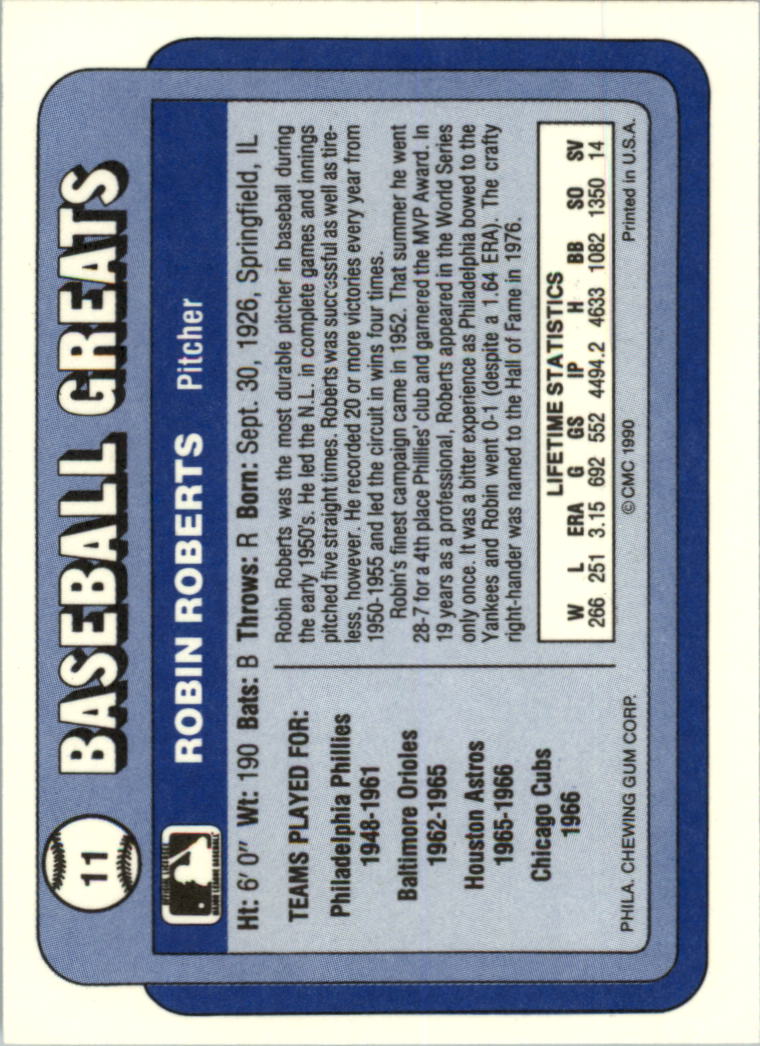 11
BASEBALL GREATS
ROBIN ROBERTS Pitcher
Ht: 6' 0" Wt: 190 Bats: B Throws: R Born: Sept. 30, 1926, Springfield, IL
TEAMS PLAYED FOR:
Philadelphia Phillies
1948-1961
Baltimore Orioles
1962-1965
Houston Astros
1965-1966
Chicago Cubs
1966
Robin Roberts was the most durable pitcher in baseball during
the early 1950's. He led the N.L. in complete games and innings
pitched five straight times. Roberts was successful as well as tire-
less, however. He recorded 20 or more victories every year from
1950-1955 and led the circuit in wins four times.
Robin's finest campaign came in 1952. That summer he went
28-7 for a 4th place Phillies' club and garnered the MVP Award. In
19 years as a professional, Roberts appeared in the World Series
only once. It was a bitter experience as Philadelphia bowed to the
Yankees and Robin went 0-1 (despite a 1.64 ERA). The crafty
right-hander was named to the Hall of Fame in 1976.
LIFETIME STATISTICS
W L ERA G GS IP H BB SO SV
266 251 3.15 692 552 4494.2 4633 1082 1350 14
PHILA. CHEWING GUM CORP. ©CMC 1990 Printed in U.S.A.